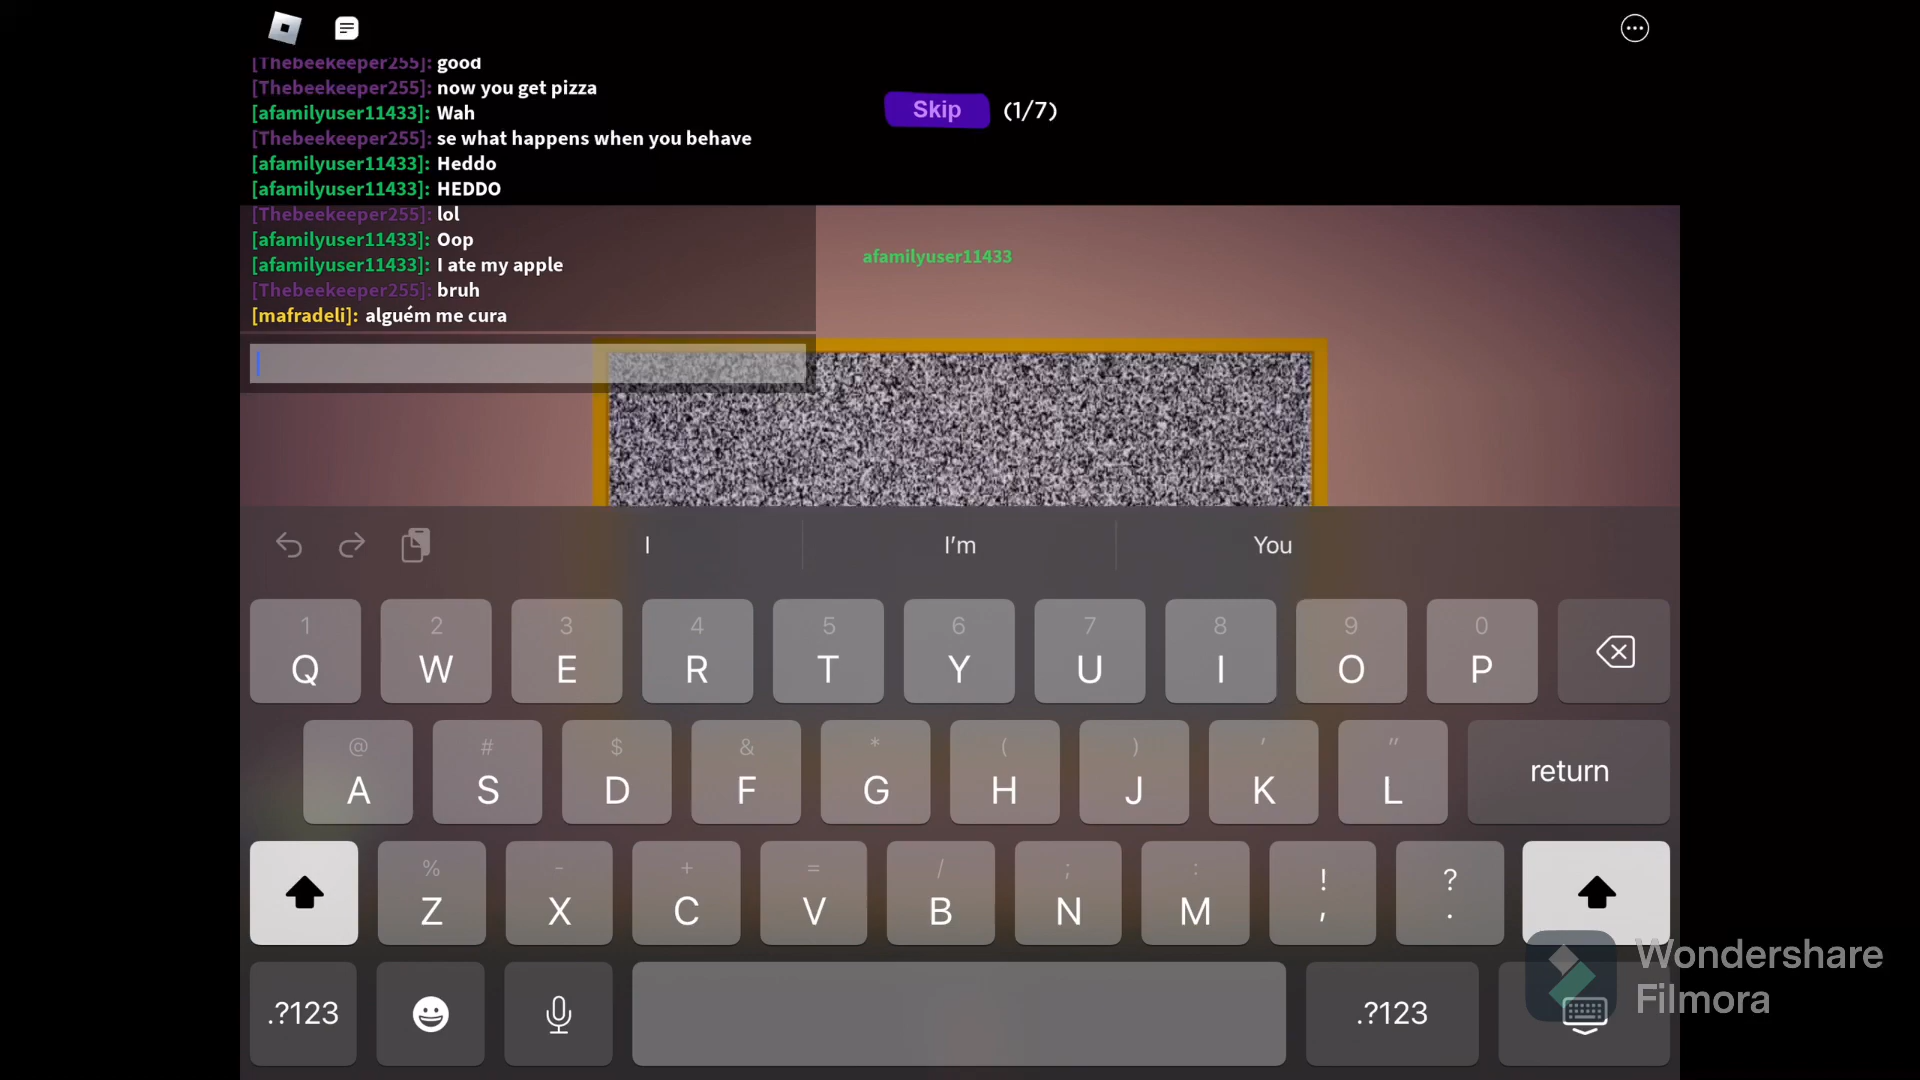 [Thebeekeeper255]: good
[Thebeekeeper255]: now you get pizza
[afamilyuser11433]: Wah
[Thebeekeeper255]: se what happens when you behave
[afamilyuser11433]: Heddo
[afamilyuser11433]: HEDDO
[Thebeekeeper255]: lol
[afamilyuser11433]: Oop
[afamilyuser11433]: I ate my apple
[Thebeekeeper255]: bruh
[mafradeli]: alguém me cura
Skip (1/7)
afamilyuser11433
I I'm You
1 2 3 4 5 6 7 8 9 0
Q W E R T Y U I O P
@ # $ & * ( ) ' "
A S D F G H J K L return
% - + = / ; : ! ?
Z X C V B N M , .
.?123 .?123
Wondershare
Filmora